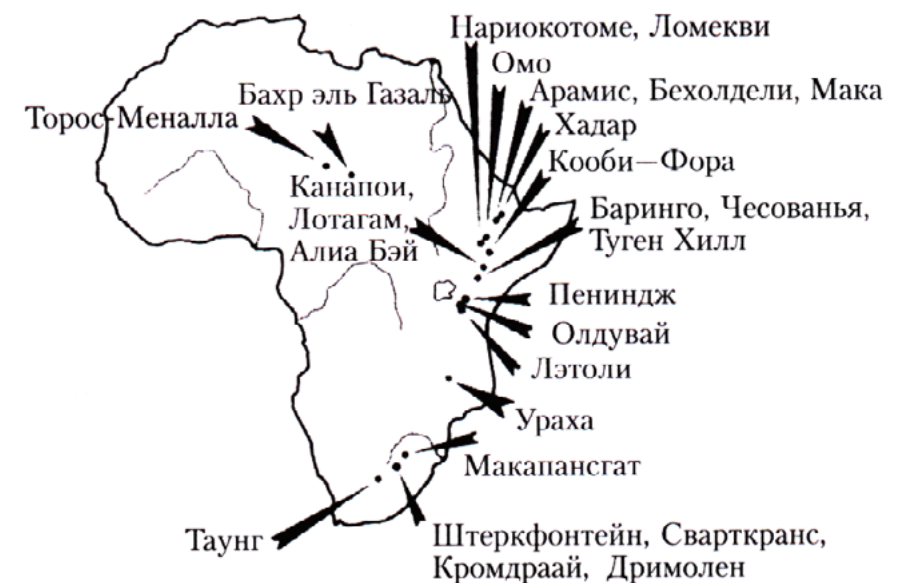 Нариокотоме, Ломекви
Омо
Бахр эль Газаль
Арамис, Бехолдели, Мака
Торос-Меналла
Хадар
Кооби—Фора
Канапои,
Лотагам,
Алиа Бэй
Баринго, Чесованья,
Туген Хилл
Пениндж
Олдувай
Лэтоли
Ураха
Макапансгат
Таунг
Штеркфонтейн, Сварткранс,
Кромдраай, Дримолен